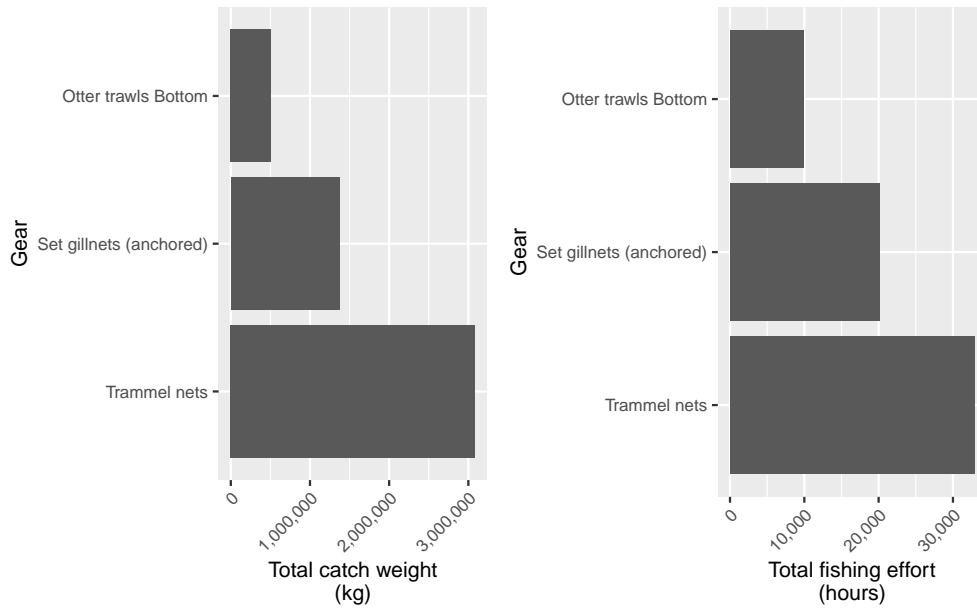 Gear
Otter trawls Bottom
Set gillnets (anchored)
Trammel nets
0
1,000,000
2,000,000
3,000,000
Total catch weight
(kg)
Gear
Otter trawls Bottom
Set gillnets (anchored)
Trammel nets
0
10,000
20,000
30,000
Total fishing effort
(hours)